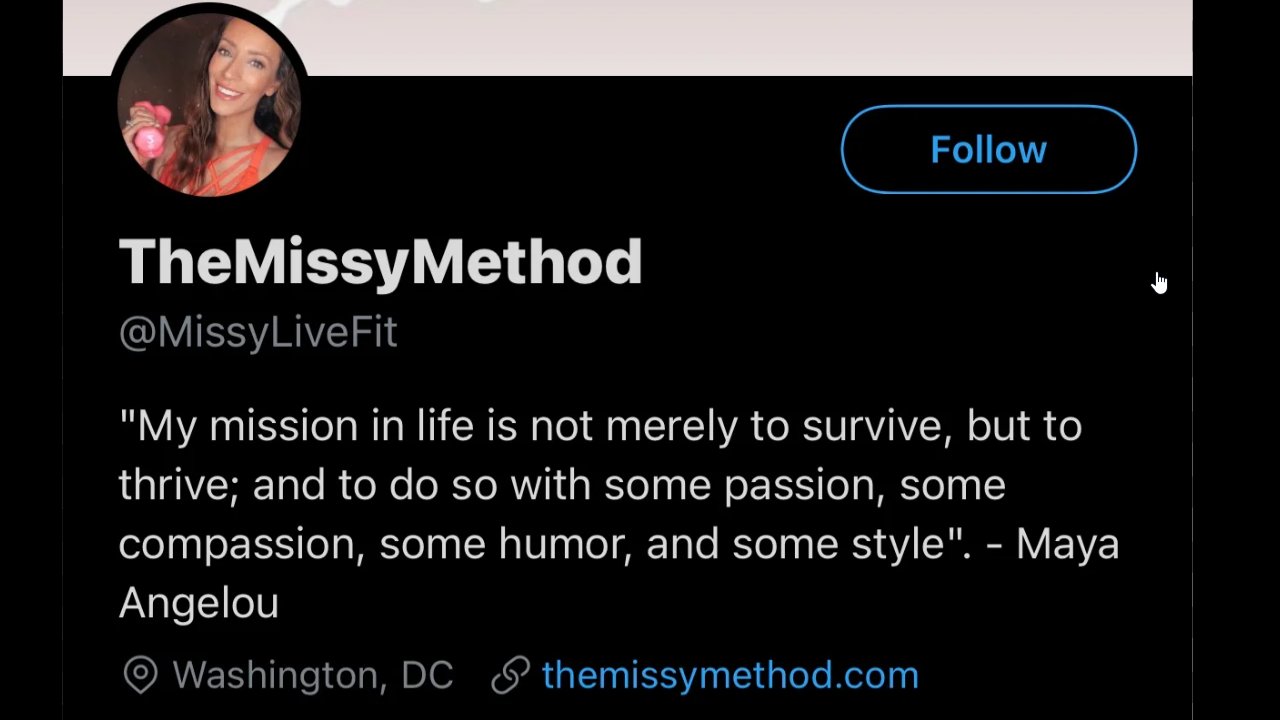 Follow
TheMissyMethod
@MissyLiveFit
"My mission in life is not merely to survive, but to
thrive; and to do so with some passion, some
compassion, some humor, and some style". - Maya
Angelou
Washington, DC themissymethod.com